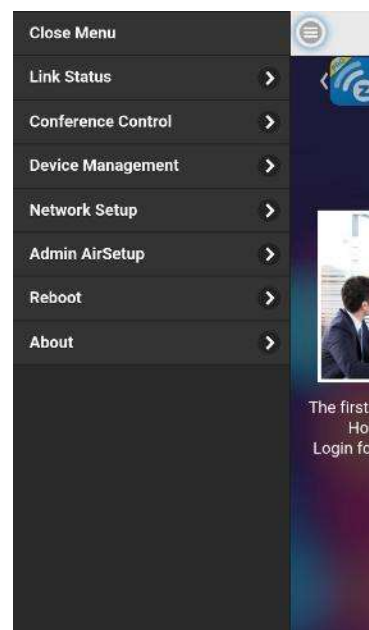 Close Menu
Link Status
Conference Control
Device Management
Network Setup
Admin AirSetup
Reboot
About
The first
Ho
Login fo